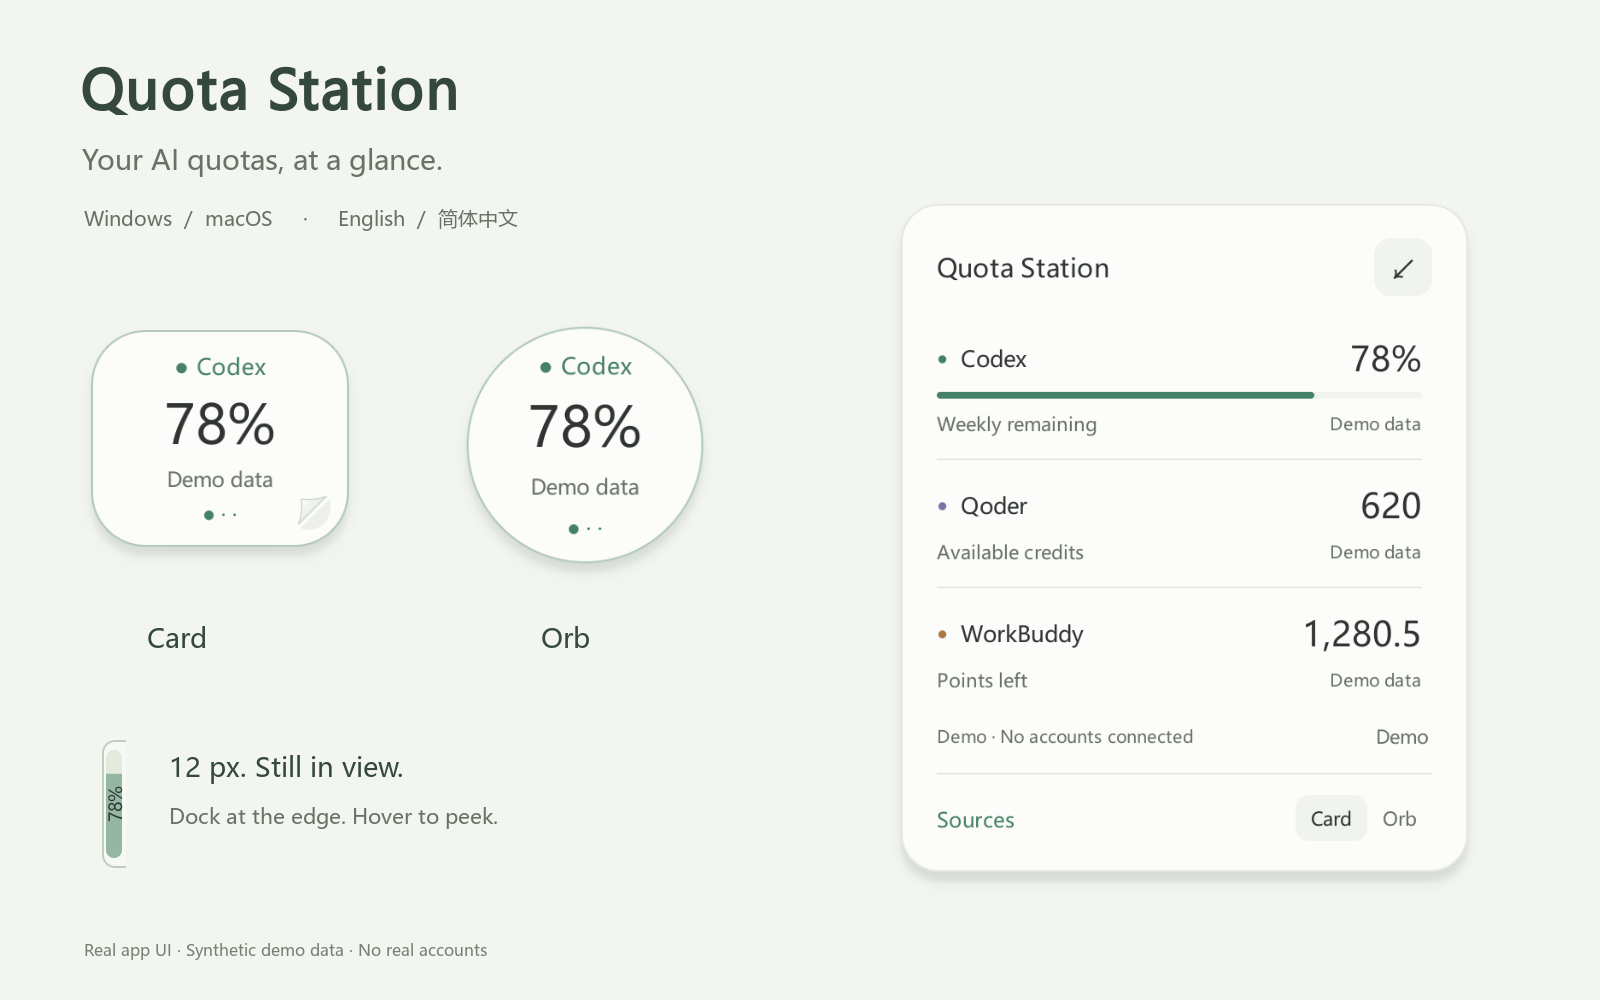 Quota Station
Your AI quotas, at a glance.
Windows / macOS · English / 简体中文
Codex
78%
Demo data
Card
Codex
78%
Demo data
Orb
78%
12 px. Still in view.
Dock at the edge. Hover to peek.
Quota Station
Codex 78%
Weekly remaining Demo data
Qoder 620
Available credits Demo data
WorkBuddy 1,280.5
Points left Demo data
Demo · No accounts connected Demo
Sources Card Orb
Real app UI · Synthetic demo data · No real accounts